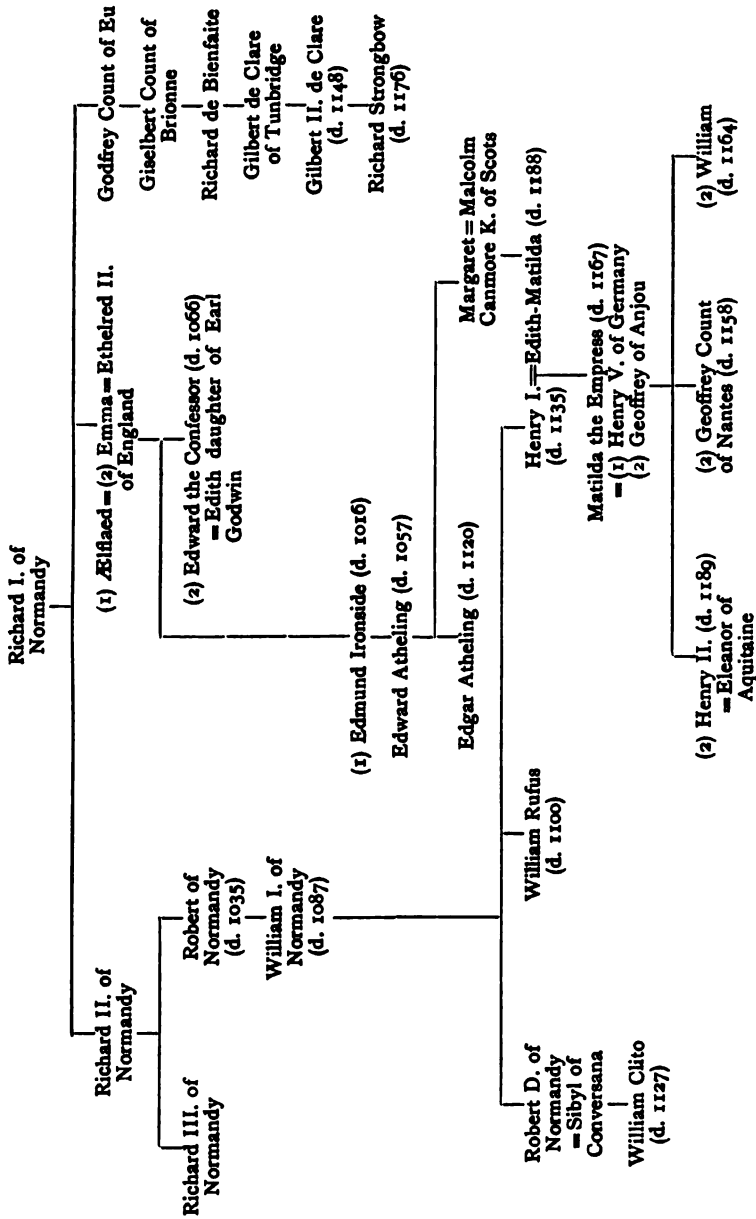 Richard I. of
Normandy
Richard II. of
Normandy
(1) Ælflaed = (2) Emma = Ethelred II.
of England
Godfrey Count of Eu
Giselbert Count of
Brionne
Richard de Bienfaite
Gilbert de Clare
of Tunbridge
Gilbert II. de Clare
(d. 1148)
Richard Strongbow
(d. 1176)
Richard III. of
Normandy
Robert of
Normandy
(d. 1035)
William I. of
Normandy
(d. 1087)
(2) Edward the Confessor (d. 1066)
= Edith daughter of Earl
Godwin
(1) Edmund Ironside (d. 1016)
Edward Atheling (d. 1057)
Edgar Atheling (d. 1120)
Margaret = Malcolm
Canmore K. of Scots
Robert D. of
Normandy
= Sibyl of
Conversana
William Clito
(d. 1127)
William Rufus
(d. 1100)
Henry I. = Edith-Matilda (d. 1188)
(d. 1135)
Matilda the Empress (d. 1167)
= (1) Henry V. of Germany
(2) Geoffrey of Anjou
(2) Henry II. (d. 1189)
= Eleanor of
Aquitaine
(2) Geoffrey Count
of Nantes (d. 1158)
(2) William
(d. 1164)